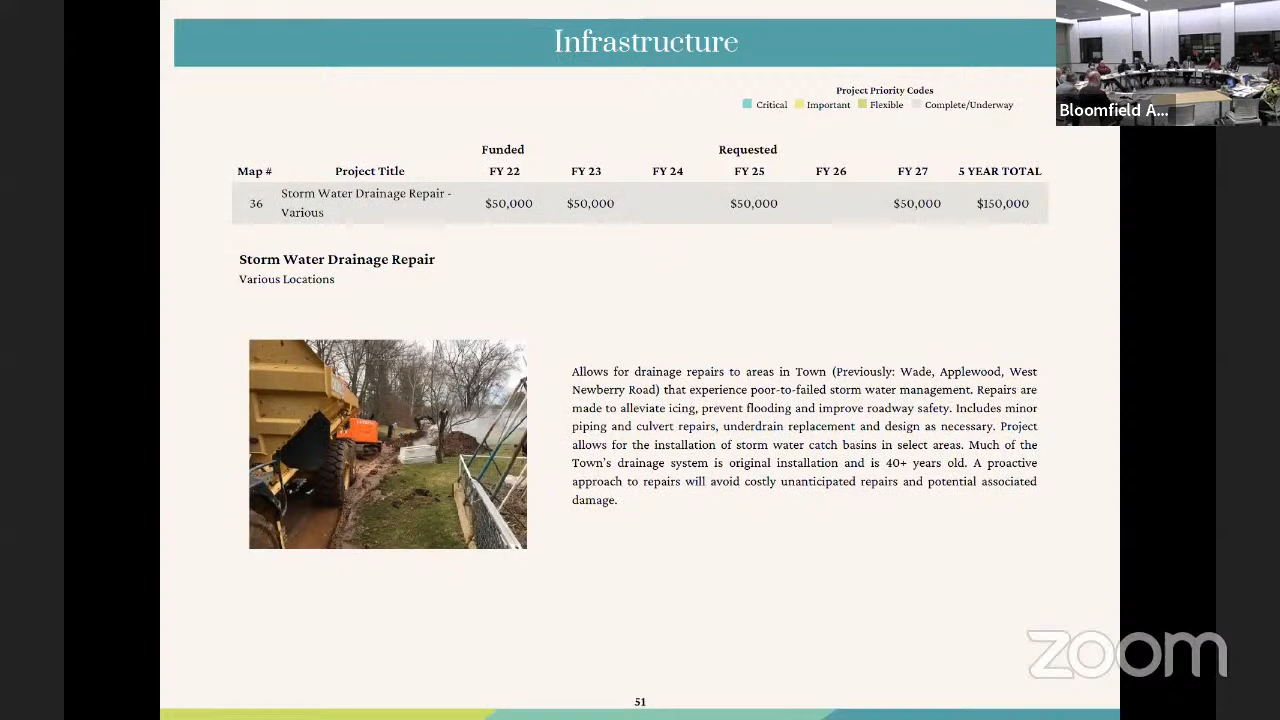 Infrastructure
Bloomfield A...
Project Priority Codes
Critical Important Flexible Complete/Underway
Funded Requested
Map # Project Title FY 22 FY 23 FY 24 FY 25 FY 26 FY 27 5 YEAR TOTAL
36 Storm Water Drainage Repair - Various $50,000 $50,000 $50,000 $50,000 $150,000
Storm Water Drainage Repair
Various Locations
Allows for drainage repairs to areas in Town (Previously: Wade, Applewood, West
Newberry Road) that experience poor-to-failed storm water management. Repairs are
made to alleviate icing, prevent flooding and improve roadway safety. Includes minor
piping and culvert repairs, underdrain replacement and design as necessary. Project
allows for the installation of storm water catch basins in select areas. Much of the
Town's drainage system is original installation and is 40+ years old. A proactive
approach to repairs will avoid costly unanticipated repairs and potential associated
damage.
zoom
51